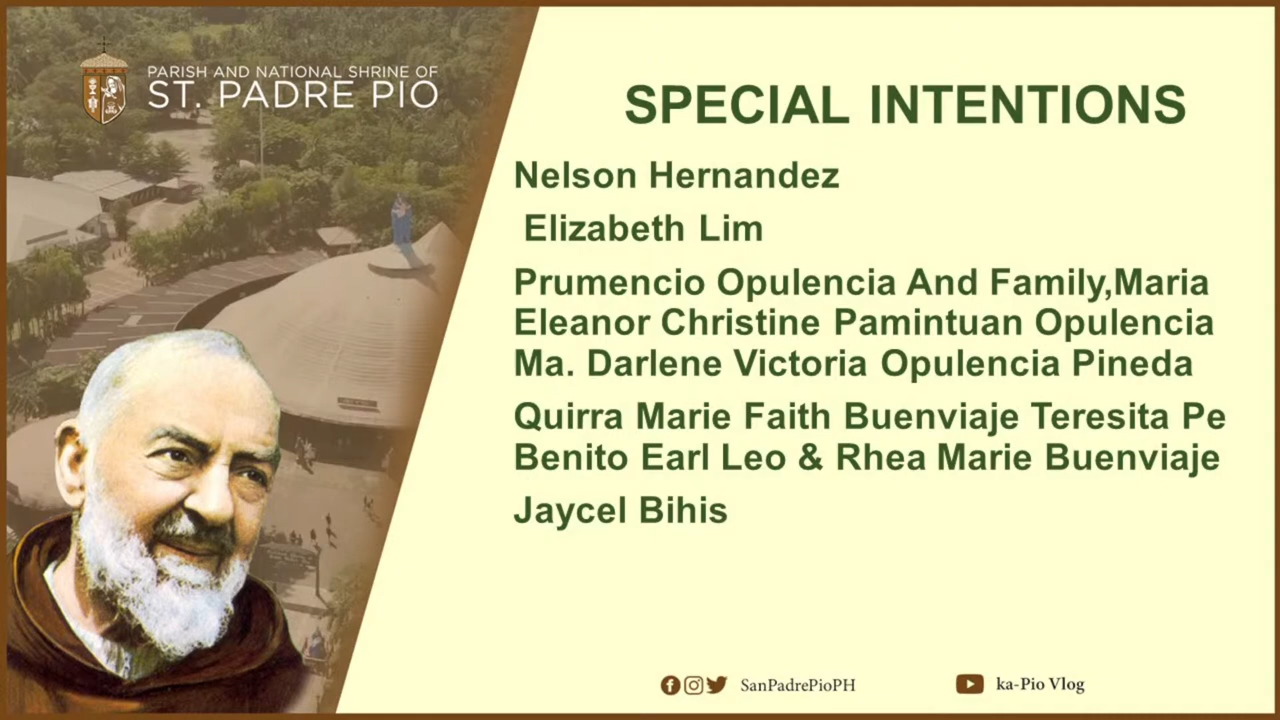 PARISH AND NATIONAL SHRINE OF
ST. PADRE PIO
SPECIAL INTENTIONS
Nelson Hernandez
Elizabeth Lim
Prumencio Opulencia And Family,Maria
Eleanor Christine Pamintuan Opulencia
Ma. Darlene Victoria Opulencia Pineda
Quirra Marie Faith Buenviaje Teresita Pe
Benito Earl Leo & Rhea Marie Buenviaje
Jaycel Bihis
SanPadrePioPH
ka-Pio Vlog